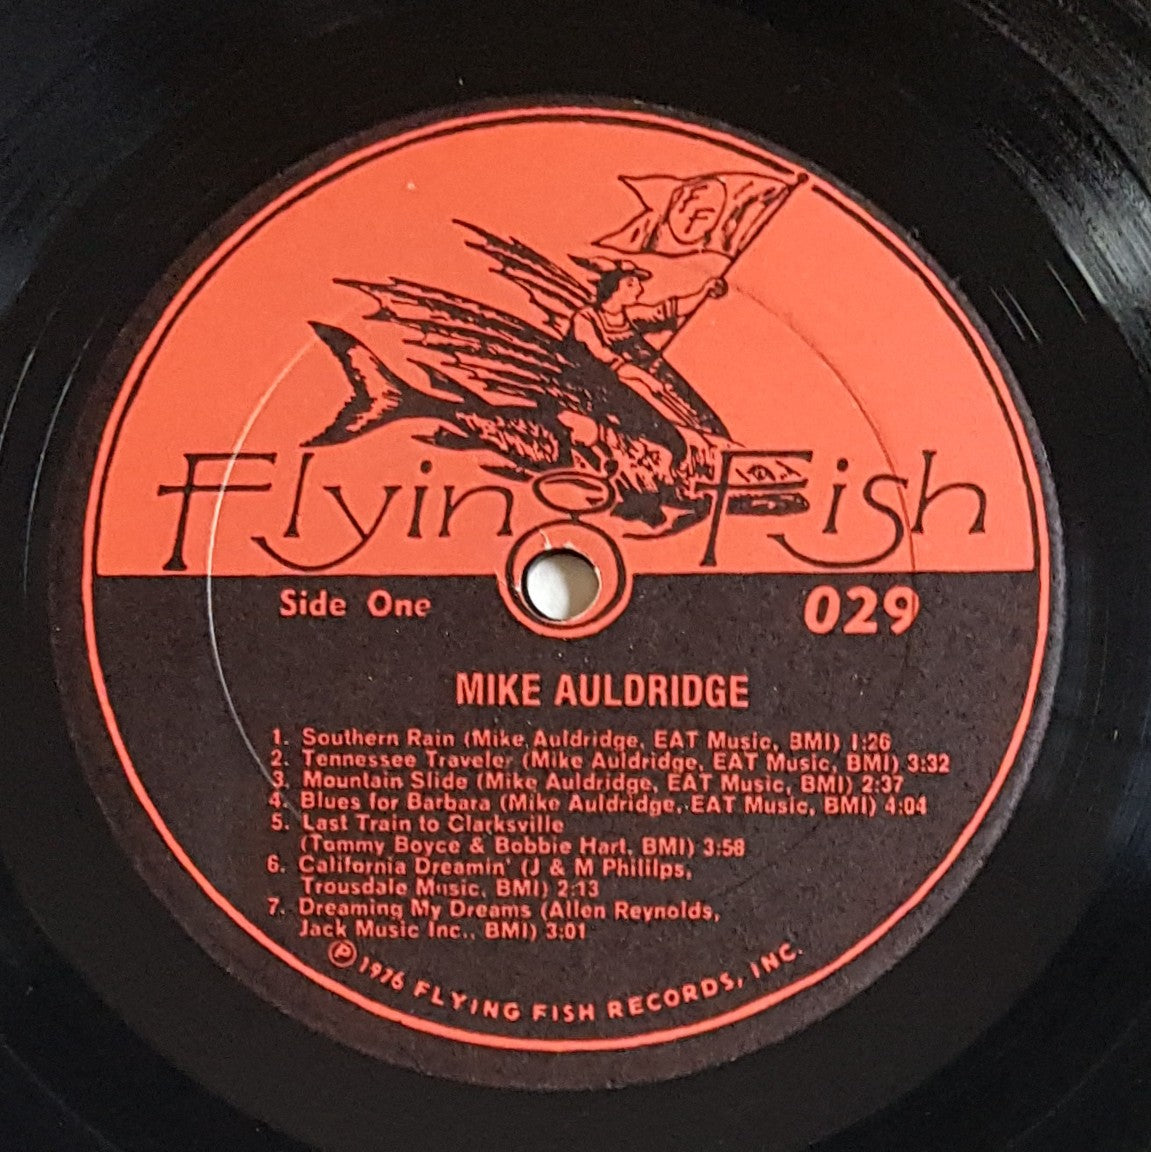 FF
Flying Fish
Side One 029
MIKE AULDRIDGE
1. Southern Rain (Mike Auldridge, EAT Music, BMI) 1:26
2. Tennessee Traveler (Mike Auldridge, EAT Music, BMI) 3:32
3. Mountain Slide (Mike Auldridge, EAT Music, BMI) 2:37
4. Blues for Barbara (Mike Auldridge, EAT Music, BMI) 4:04
5. Last Train to Clarksville
(Tommy Boyce & Bobbie Hart, BMI) 3:58
6. California Dreamin' (J & M Phillips,
Trousdale Music, BMI) 2:13
7. Dreaming My Dreams (Allen Reynolds,
Jack Music Inc., BMI) 3:01
℗ 1976 FLYING FISH RECORDS, INC.